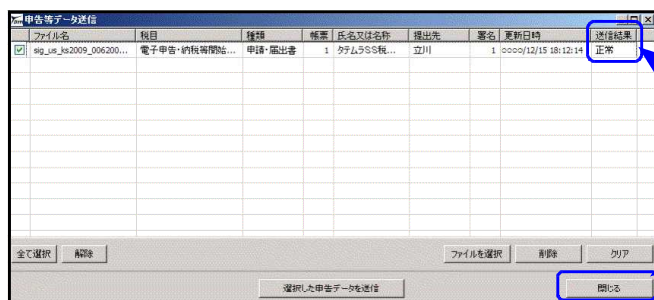 申告等データ送信
ファイル名 税目 種類 帳票 氏名又は名称 提出先 署名 更新日時 送信結果
sig_us_ks2009_006200... 電子申告・納税等開始... 申請・届出書 1 タテムラSS税... 立川 1 0000/12/15 18:12:14 正常
全て選択 解除 ファイルを選択 削除 クリア
選択した申告データを送信 閉じる